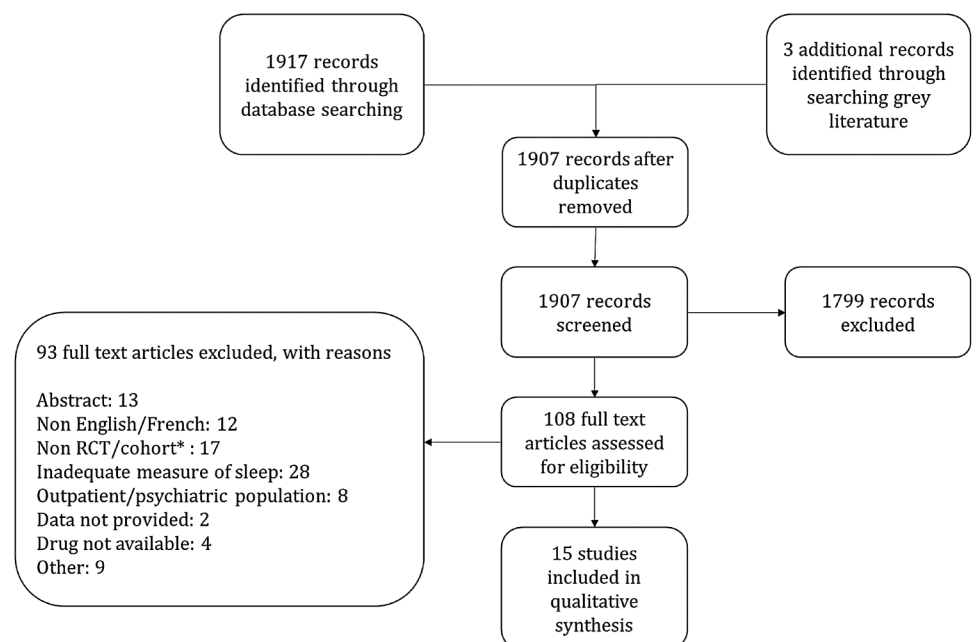 1917 records
identified through
database searching
3 additional records
identified through
searching grey
literature
1907 records after
duplicates
removed
1907 records
screened
1799 records
excluded
93 full text articles excluded, with reasons
Abstract: 13
Non English/French: 12
Non RCT/cohort* : 17
Inadequate measure of sleep: 28
Outpatient/psychiatric population: 8
Data not provided: 2
Drug not available: 4
Other: 9
108 full text
articles assessed
for eligibility
15 studies
included in
qualitative
synthesis